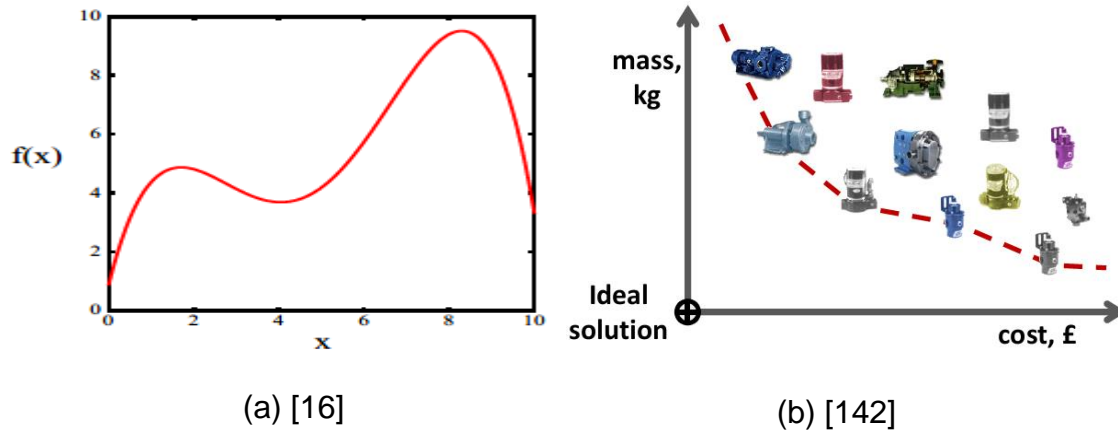 10
8
6
4
2
0
f(x)
0 2 4 6 8 10
x
mass,
kg
Ideal
solution
cost, £
(a) [16]
(b) [142]